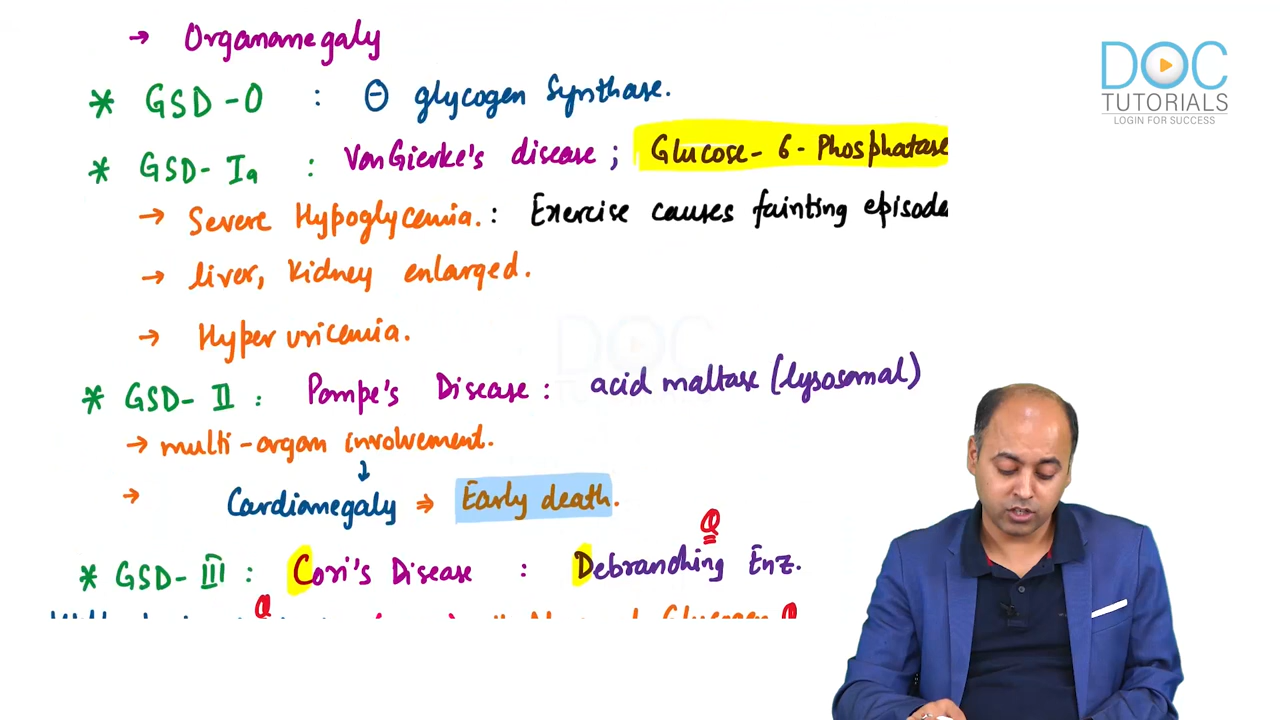 → Organomegaly
* GSD-0 : ⊖ glycogen Synthase.
* GSD-Ia : VonGierke's disease ; Glucose-6-Phosphatase
→ Severe Hypoglycemia. : Exercise causes fainting episode
→ liver, Kidney enlarged.
→ Hyper uricemia.
* GSD-II : Pompe's Disease : acid maltase (lysosomal)
→ multi-organ involvement.
↓
→ Cardiomegaly ⇒ Early death.
Q
* GSD-III : Cori's Disease : Debranching Enz.
Q
DOC
TUTORIALS
LOGIN FOR SUCCESS
DOC
TUTORIALS